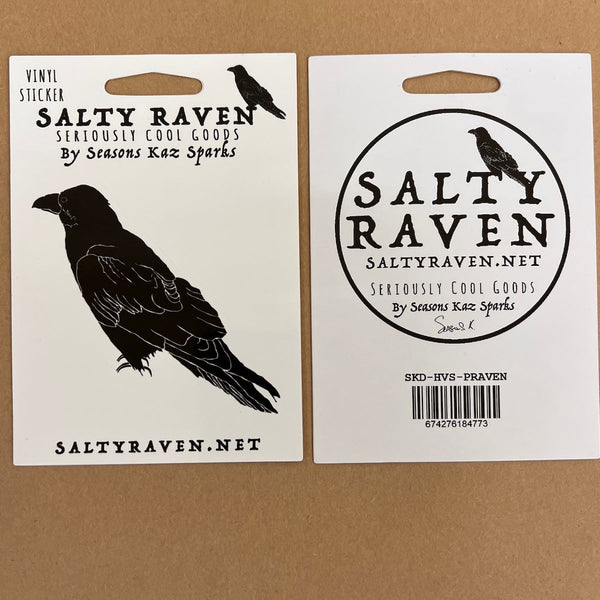 VINYL
STICKER
SALTY RAVEN
SERIOUSLY COOL GOODS
By Seasons Kaz Sparks
SALTYRAVEN.NET
SALTY
RAVEN
SALTYRAVEN.NET
SERIOUSLY COOL GOODS
By Seasons Kaz Sparks
Seasons K
SKD-HVS-PRAVEN
674276184773